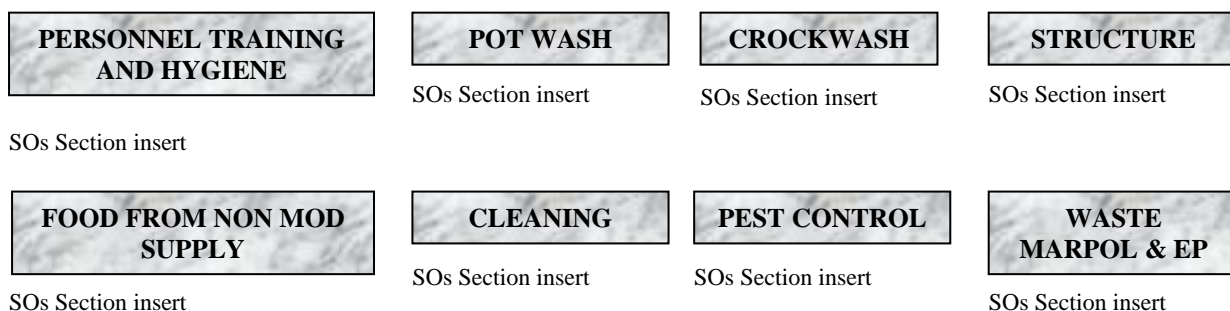 PERSONNEL TRAINING
AND HYGIENE
SOs Section insert
POT WASH
SOs Section insert
CROCKWASH
SOs Section insert
STRUCTURE
SOs Section insert
FOOD FROM NON MOD
SUPPLY
SOs Section insert
CLEANING
SOs Section insert
PEST CONTROL
SOs Section insert
WASTE
MARPOL & EP
SOs Section insert